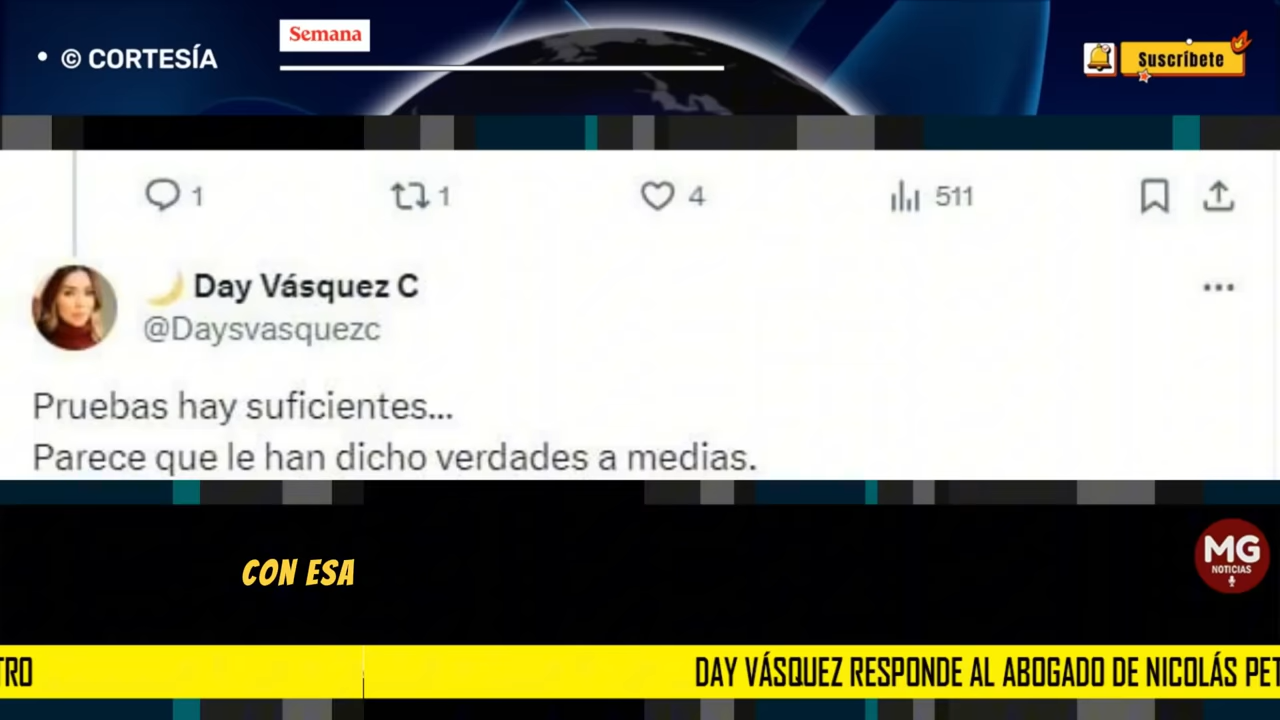 • © CORTESÍA
Semana
Suscríbete
1
1
4
511
Day Vásquez C
@Daysvasquezc
Pruebas hay suficientes...
Parece que le han dicho verdades a medias.
CON ESA
MG
NOTICIAS
TRO
DAY VÁSQUEZ RESPONDE AL ABOGADO DE NICOLÁS PET